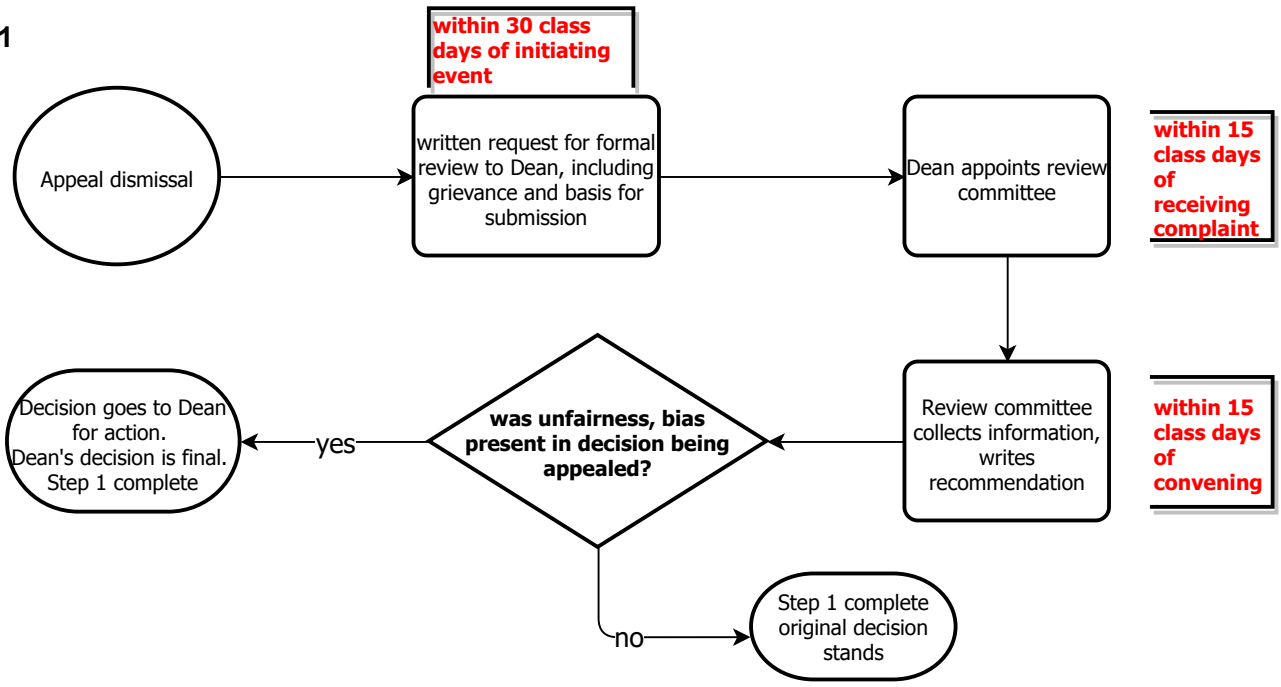 1
within 30 class
days of initiating
event
Appeal dismissal
written request for formal
review to Dean, including
grievance and basis for
submission
Dean appoints review
committee
within 15
class days
of
receiving
complaint
Review committee
collects information,
writes
recommendation
within 15
class days
of
convening
was unfairness, bias
present in decision being
appealed?
yes
Decision goes to Dean
for action.
Dean's decision is final.
Step 1 complete
no
Step 1 complete
original decision
stands